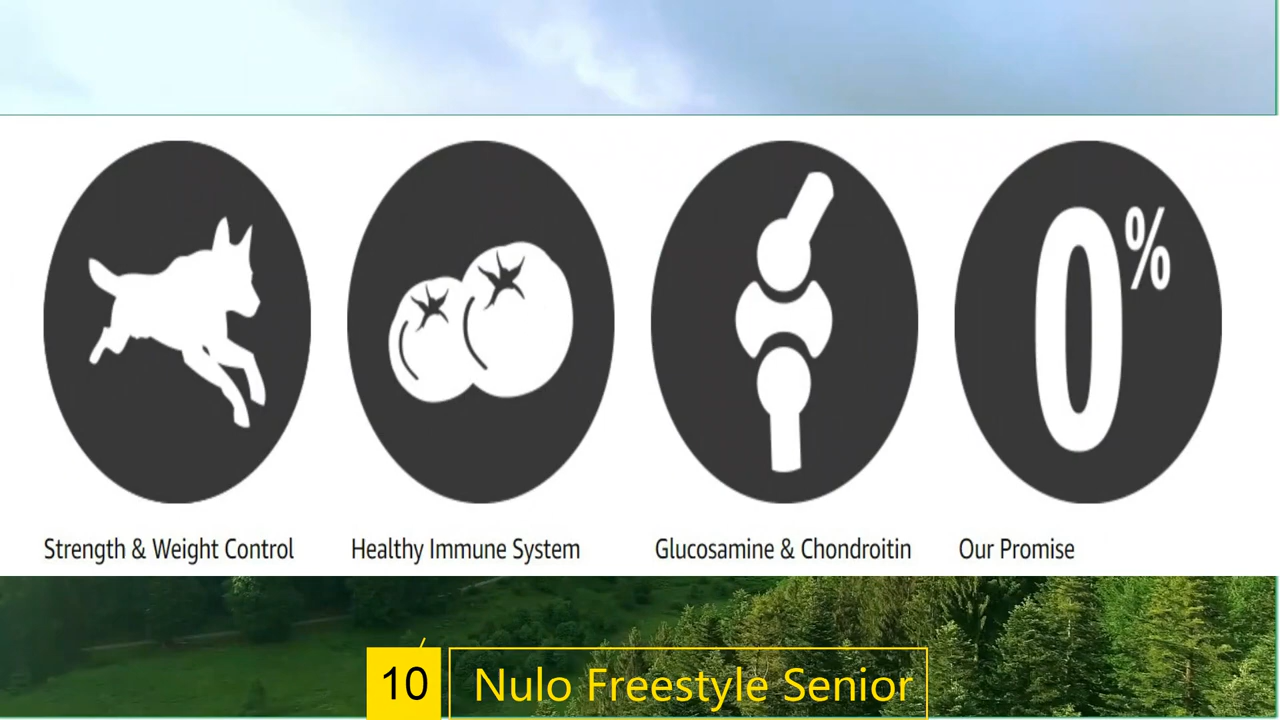 0%
Strength & Weight Control
Healthy Immune System
Glucosamine & Chondroitin
Our Promise
10
Nulo Freestyle Senior